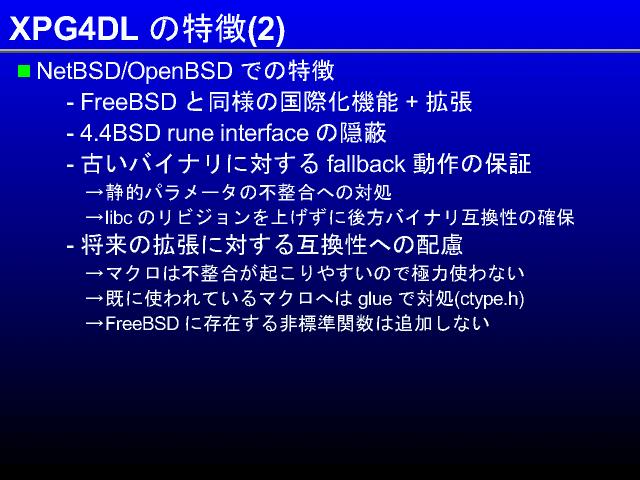 XPG4DL の特徴(2)
NetBSD/OpenBSD での特徴
- FreeBSD と同様の国際化機能 + 拡張
- 4.4BSD rune interface の隠蔽
- 古いバイナリに対する fallback 動作の保証
→静的パラメータの不整合への対処
→libc のリビジョンを上げずに後方バイナリ互換性の確保
- 将来の拡張に対する互換性への配慮
→マクロは不整合が起こりやすいので極力使わない
→既に使われているマクロへは glue で対処(ctype.h)
→FreeBSD に存在する非標準関数は追加しない